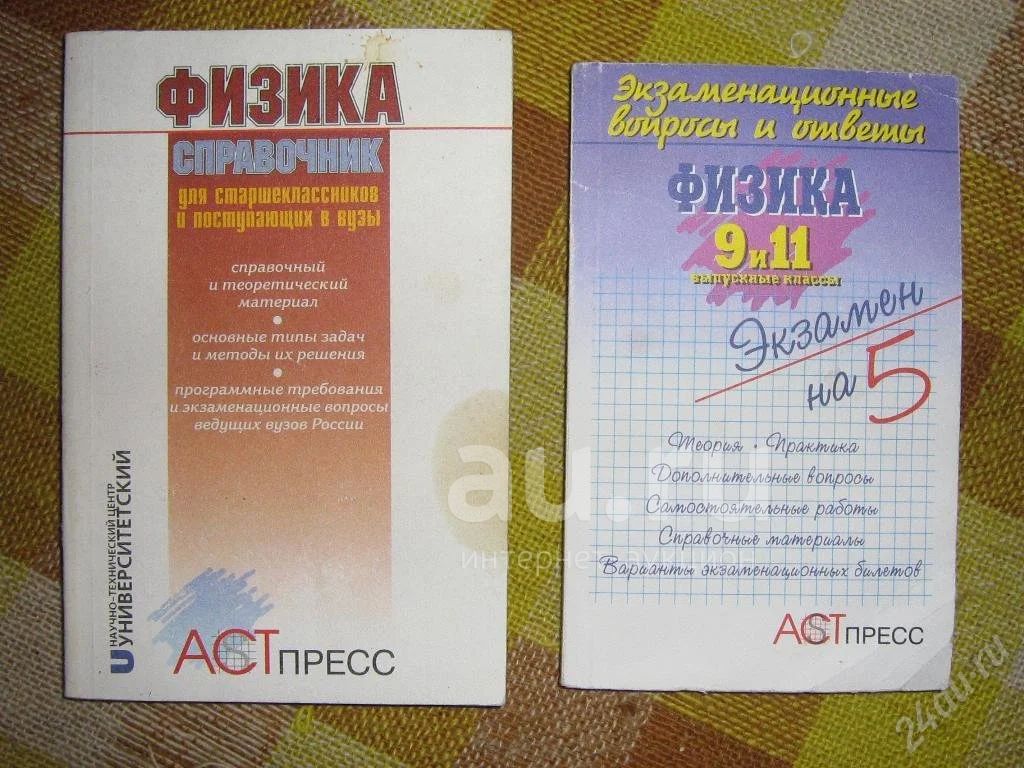 ФИЗИКА
СПРАВОЧНИК
для старшеклассников
и поступающих в вузы
справочный
и теоретический
материал
•
основные типы задач
и методы их решения
•
программные требования
и экзаменационные вопросы
ведущих вузов России
НАУЧНО-ТЕХНИЧЕСКИЙ ЦЕНТР
УНИВЕРСИТЕТСКИЙ
АСТ ПРЕСС
Экзаменационные
вопросы и ответы
ФИЗИКА
9 и 11
выпускные классы
Экзамен
на 5
Теория • Практика
Дополнительные вопросы
Самостоятельные работы
Справочные материалы
Варианты экзаменационных билетов
АСТ ПРЕСС
au.ru
интернет-аукцион
24au.ru